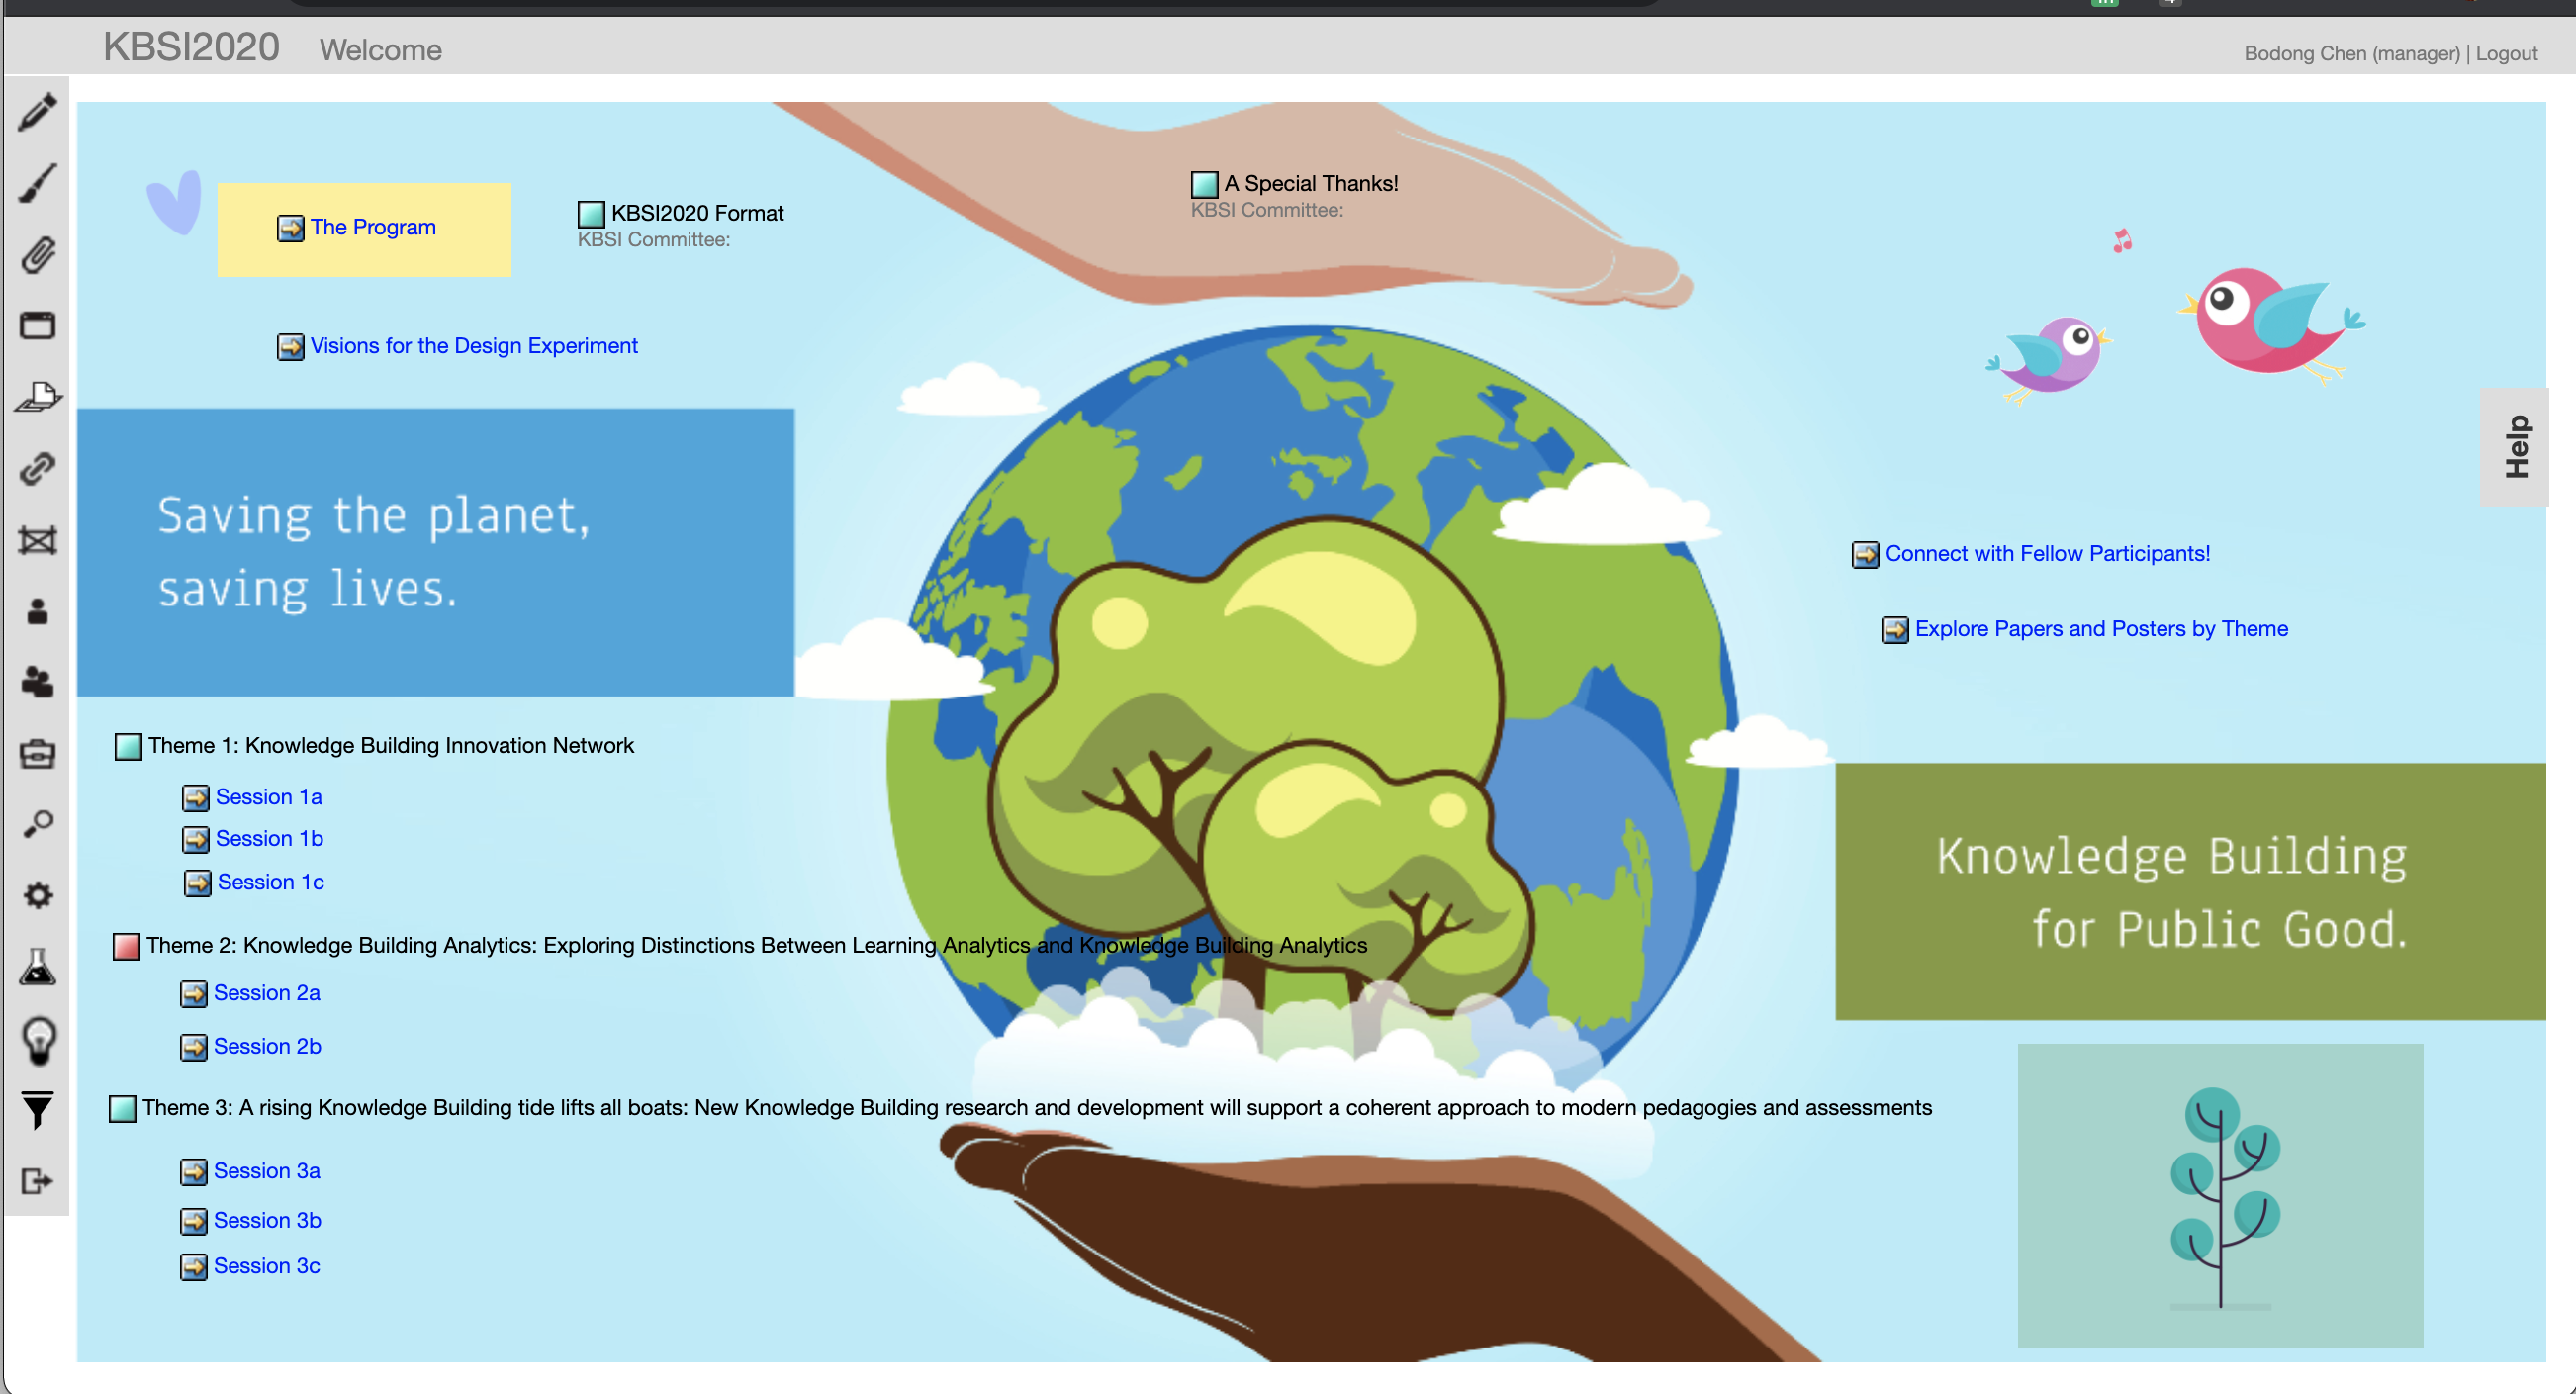 KBSI2020 Welcome
Bodong Chen (manager) | Logout
The Program
KBSI2020 Format
KBSI Committee:
A Special Thanks!
KBSI Committee:
Visions for the Design Experiment
Help
Saving the planet,
saving lives.
Connect with Fellow Participants!
Explore Papers and Posters by Theme
Theme 1: Knowledge Building Innovation Network
Session 1a
Session 1b
Session 1c
Knowledge Building
for Public Good.
Theme 2: Knowledge Building Analytics: Exploring Distinctions Between Learning Analytics and Knowledge Building Analytics
Session 2a
Session 2b
Theme 3: A rising Knowledge Building tide lifts all boats: New Knowledge Building research and development will support a coherent approach to modern pedagogies and assessments
Session 3a
Session 3b
Session 3c